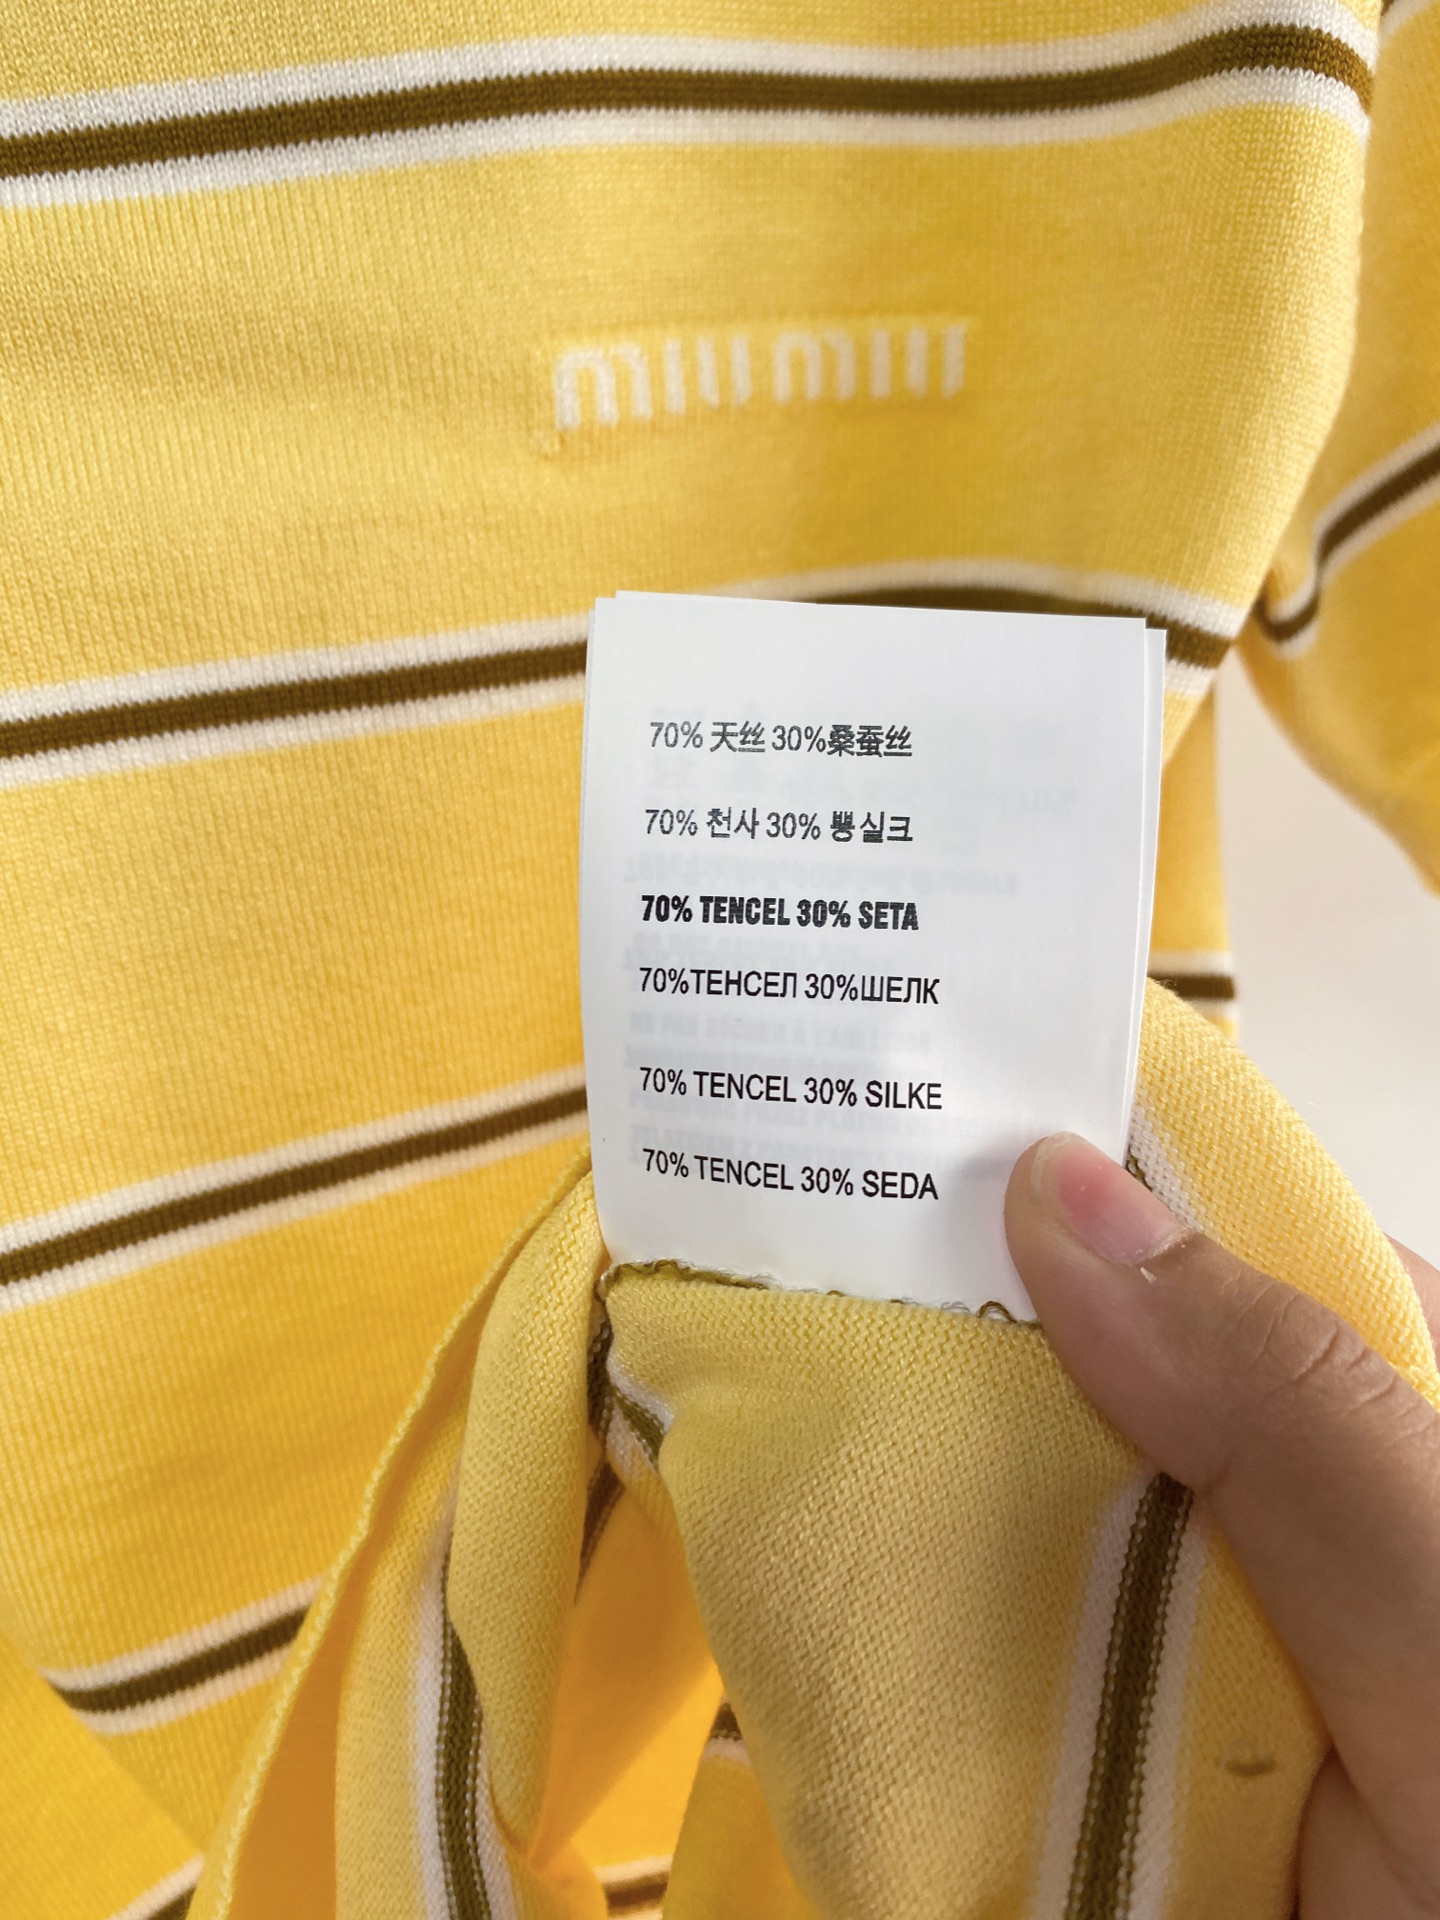 miu miu
70% 天丝 30%桑蚕丝
70% 천사 30% 뽕실크
70% TENCEL 30% SETA
70%ТЕНСЕЛ 30%ШЕЛК
70% TENCEL 30% SILKE
70% TENCEL 30% SEDA